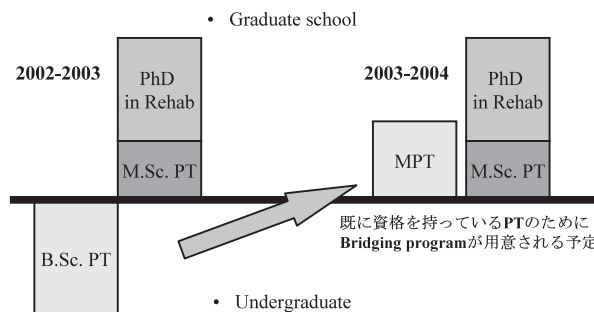 • Graduate school
2002-2003
PhD
in Rehab
M.Sc. PT
B.Sc. PT
2003-2004
PhD
in Rehab
MPT
M.Sc. PT
既に資格を持っているPTのために
Bridging programが用意される予定
• Undergraduate